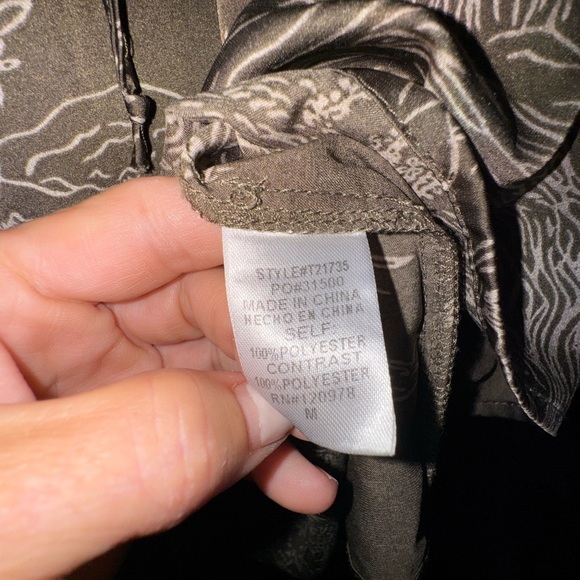 STYLE#T21735
PO#31500
MADE IN CHINA
HECHO EN CHINA
SELF
100%POLYESTER
CONTRAST
100%POLYESTER
RN#120978
M